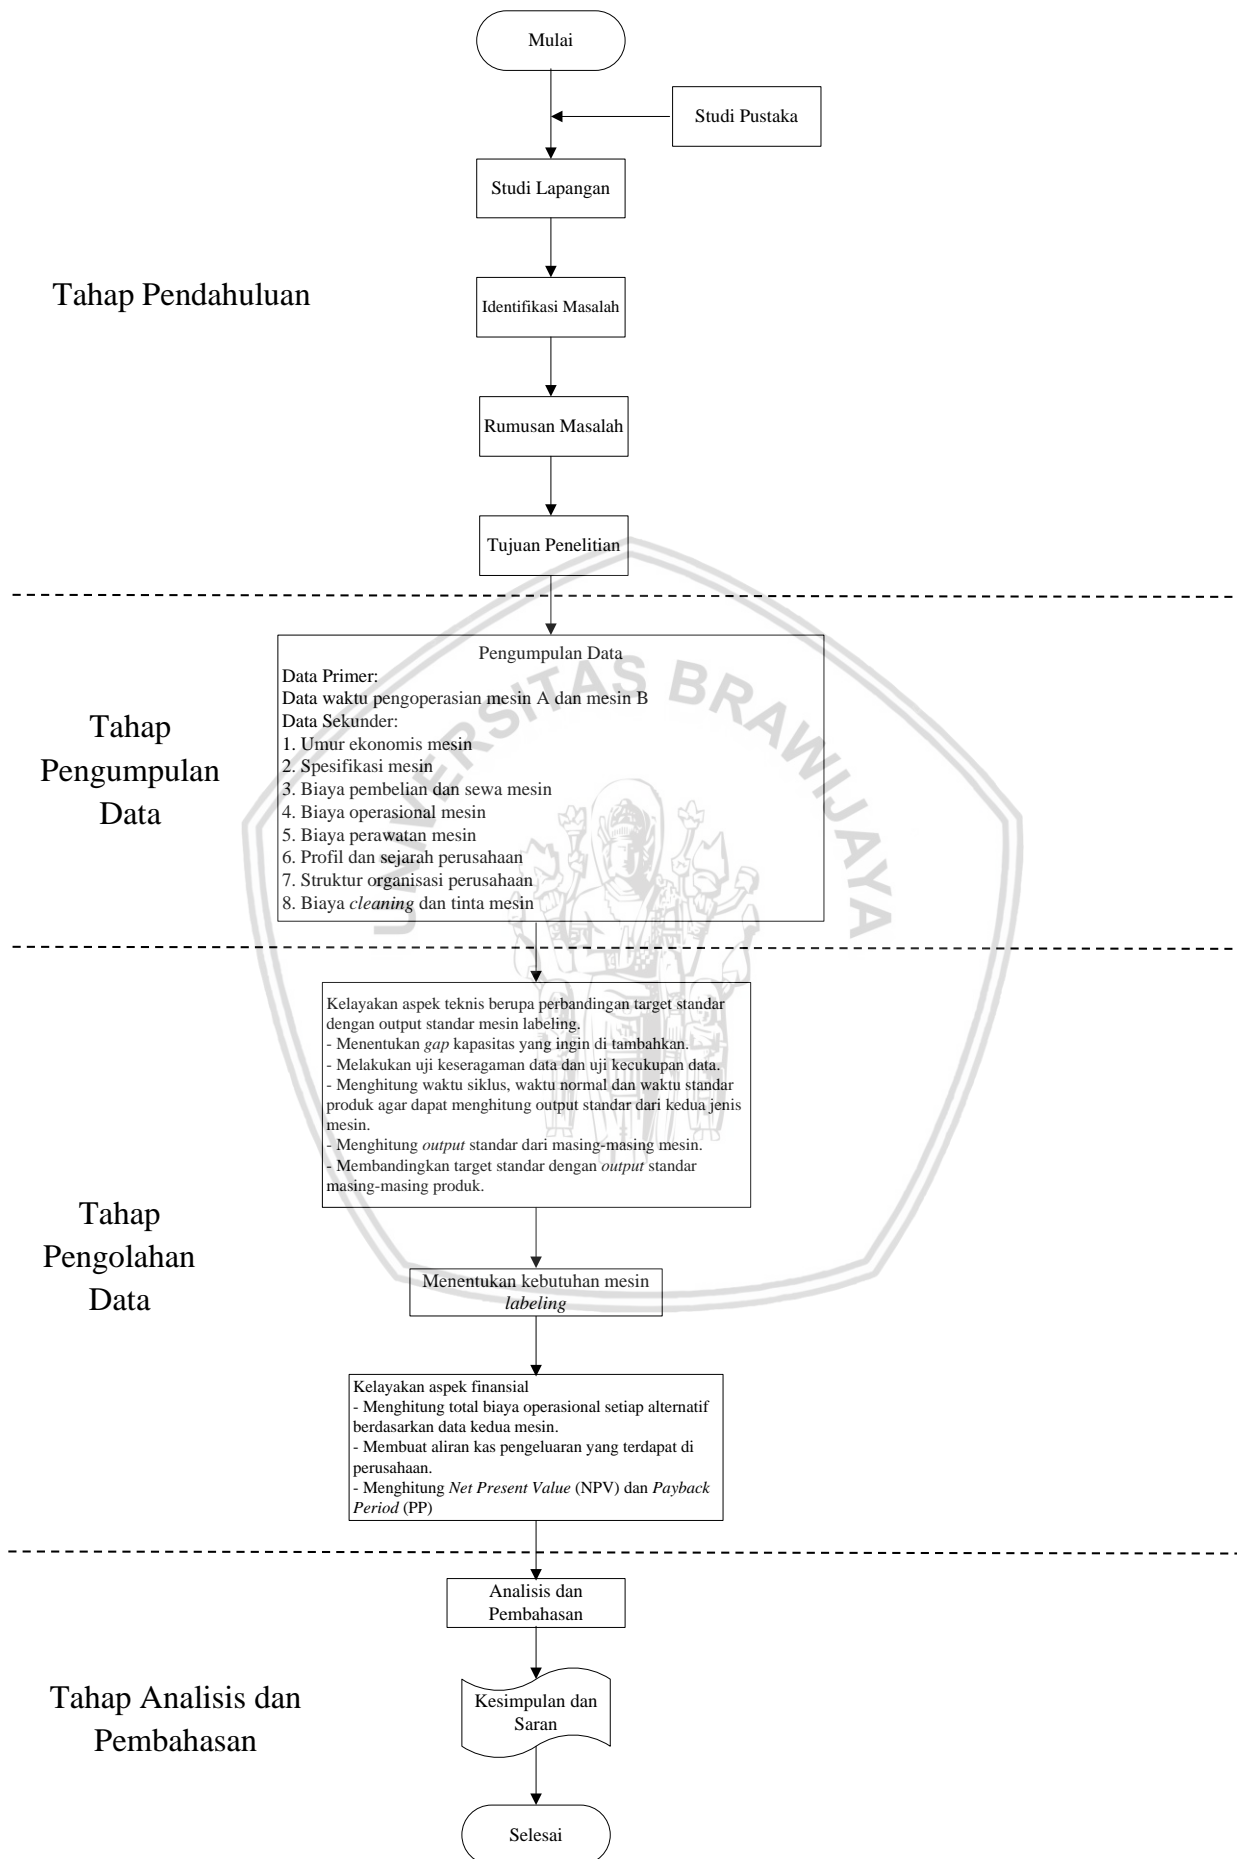 Mulai
Studi Pustaka
Studi Lapangan
Tahap Pendahuluan
Identifikasi Masalah
Rumusan Masalah
Tujuan Penelitian
Tahap
Pengumpulan
Data
Pengumpulan Data
Data Primer:
Data waktu pengoperasian mesin A dan mesin B
Data Sekunder:
1. Umur ekonomis mesin
2. Spesifikasi mesin
3. Biaya pembelian dan sewa mesin
4. Biaya operasional mesin
5. Biaya perawatan mesin
6. Profil dan sejarah perusahaan
7. Struktur organisasi perusahaan
8. Biaya cleaning dan tinta mesin
UNIVERSITAS BRAWIJAYA
Tahap
Pengolahan
Data
Kelayakan aspek teknis berupa perbandingan target standar
dengan output standar mesin labeling.
- Menentukan gap kapasitas yang ingin di tambahkan.
- Melakukan uji keseragaman data dan uji kecukupan data.
- Menghitung waktu siklus, waktu normal dan waktu standar
produk agar dapat menghitung output standar dari kedua jenis
mesin.
- Menghitung output standar dari masing-masing mesin.
- Membandingkan target standar dengan output standar
masing-masing produk.
Menentukan kebutuhan mesin
labeling
Kelayakan aspek finansial
- Menghitung total biaya operasional setiap alternatif
berdasarkan data kedua mesin.
- Membuat aliran kas pengeluaran yang terdapat di
perusahaan.
- Menghitung Net Present Value (NPV) dan Payback
Period (PP)
Tahap Analisis dan
Pembahasan
Analisis dan
Pembahasan
Kesimpulan dan
Saran
Selesai